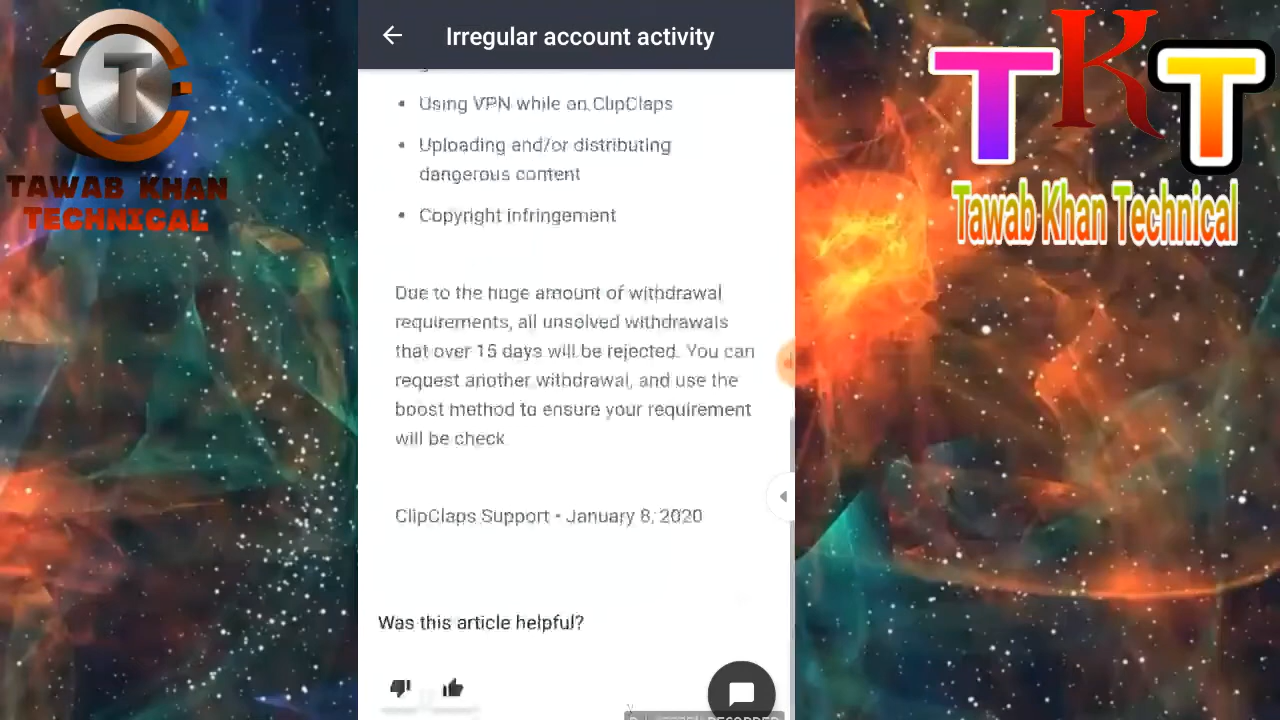 T
TAWAB KHAN
TECHNICAL
Irregular account activity
• Using VPN while on ClipClaps
• Uploading and/or distributing
dangerous content
• Copyright infringement
Due to the huge amount of withdrawal
requirements, all unsolved withdrawals
that over 15 days will be rejected. You can
request another withdrawal, and use the
boost method to ensure your requirement
will be check
ClipClaps Support - January 8, 2020
Was this article helpful?
RECORDER
TKT
Tawab Khan Technical